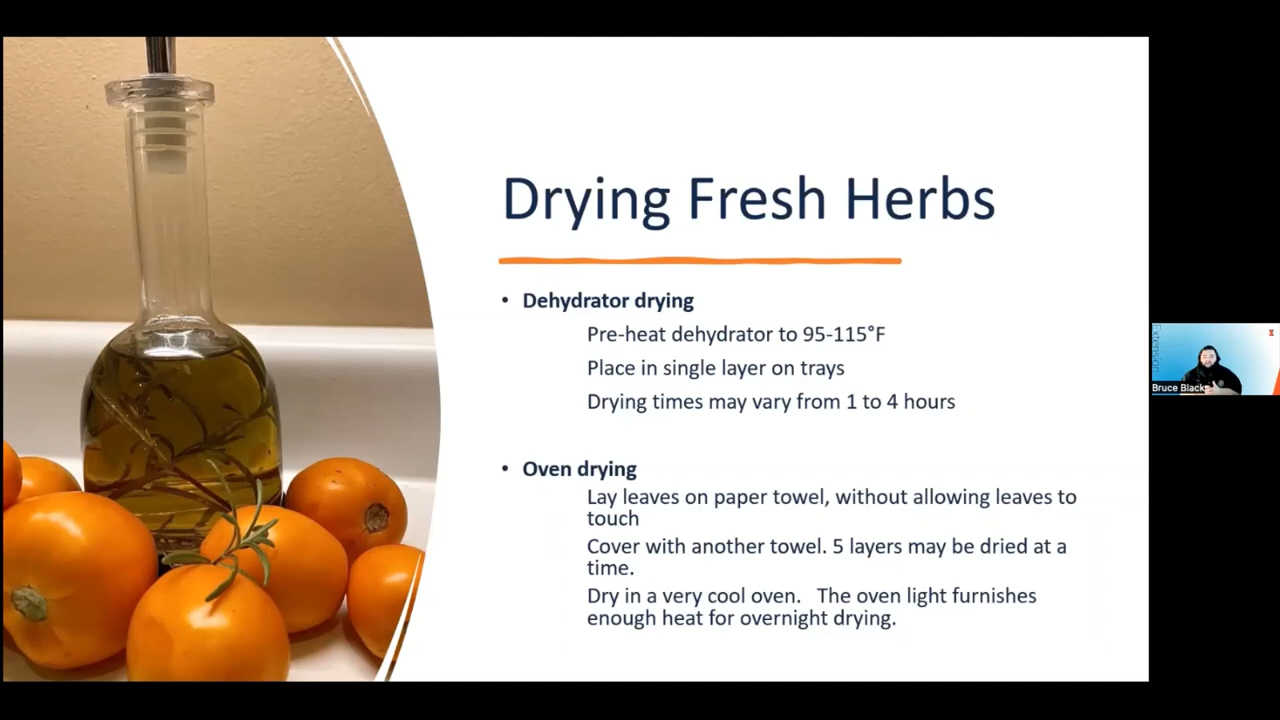 Drying Fresh Herbs
• Dehydrator drying
Pre-heat dehydrator to 95-115°F
Place in single layer on trays
Drying times may vary from 1 to 4 hours
• Oven drying
Lay leaves on paper towel, without allowing leaves to
touch
Cover with another towel. 5 layers may be dried at a
time.
Dry in a very cool oven.   The oven light furnishes
enough heat for overnight drying.
Extension
Bruce Black